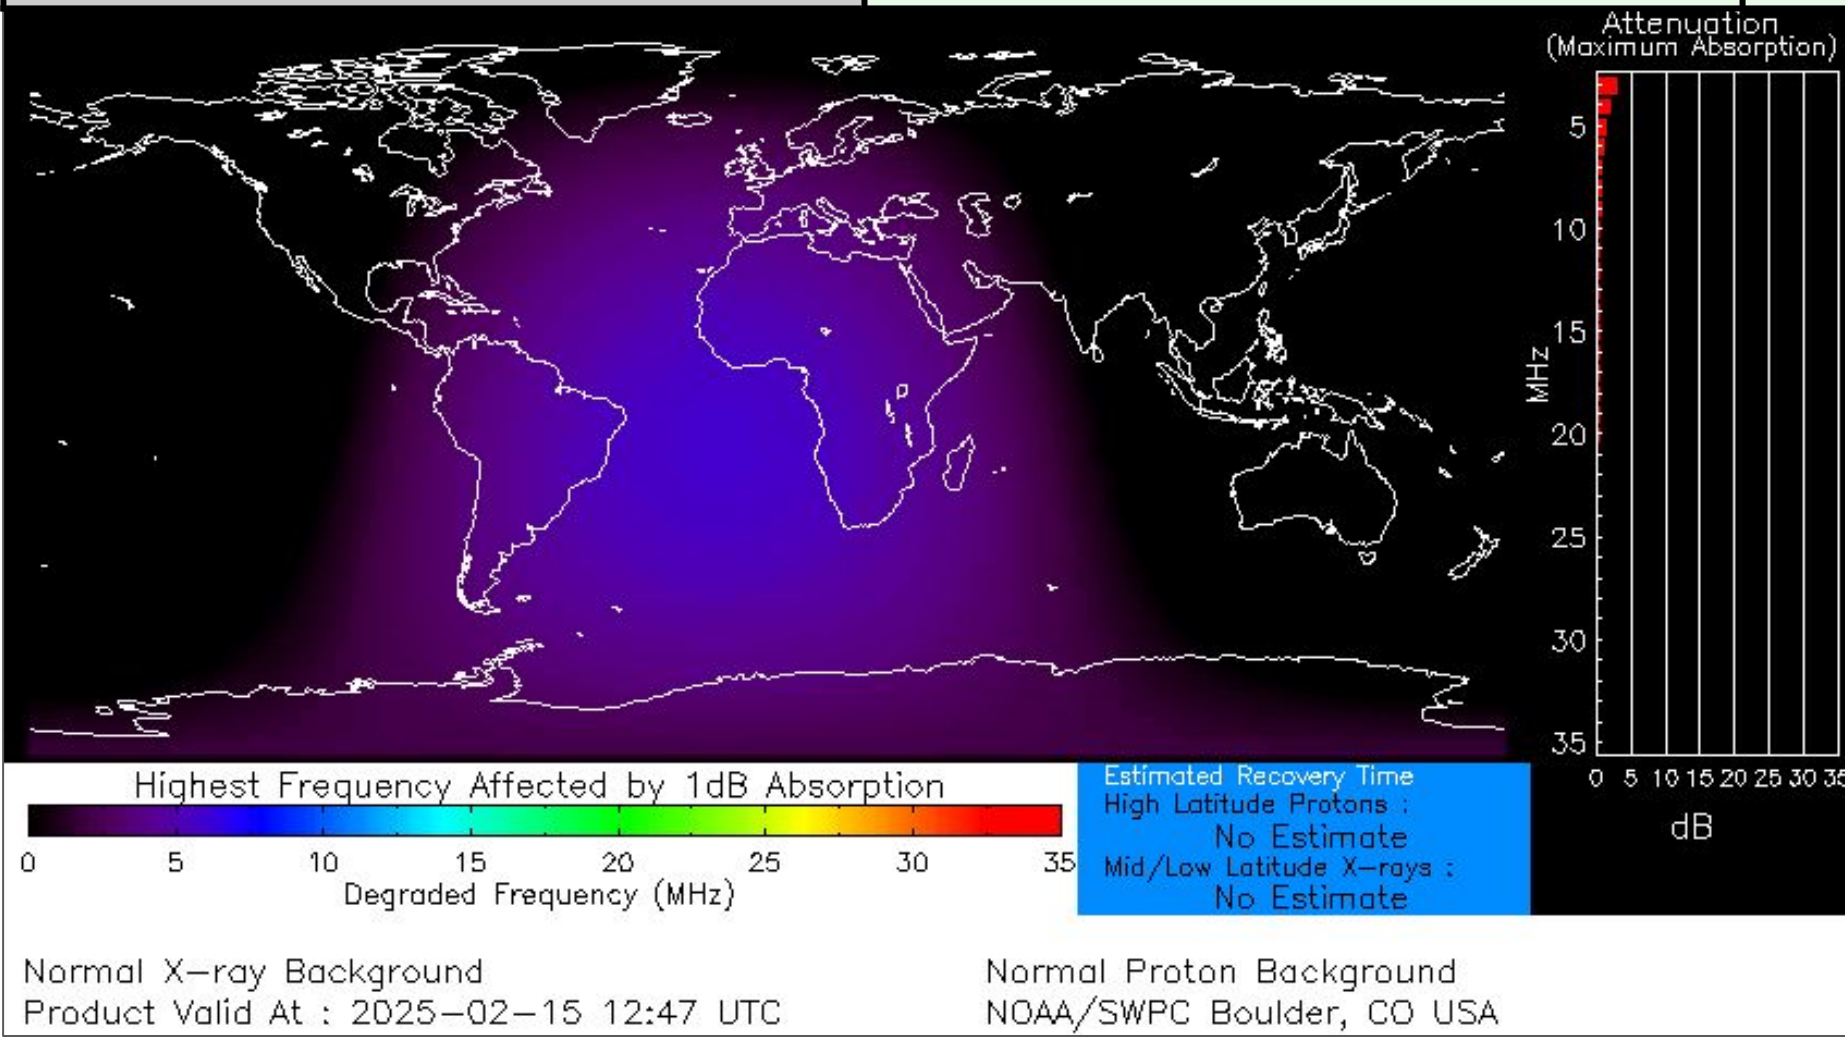 Attenuation
(Maximum Absorption)
5
10
15
20
25
30
35
MHz
0 5 10 15 20 25 30 35
dB
Highest Frequency Affected by 1dB Absorption
0 5 10 15 20 25 30 35
Degraded Frequency (MHz)
Estimated Recovery Time
High Latitude Protons :
No Estimate
Mid/Low Latitude X-rays :
No Estimate
Normal X-ray Background
Product Valid At : 2025-02-15 12:47 UTC
Normal Proton Background
NOAA/SWPC Boulder, CO USA